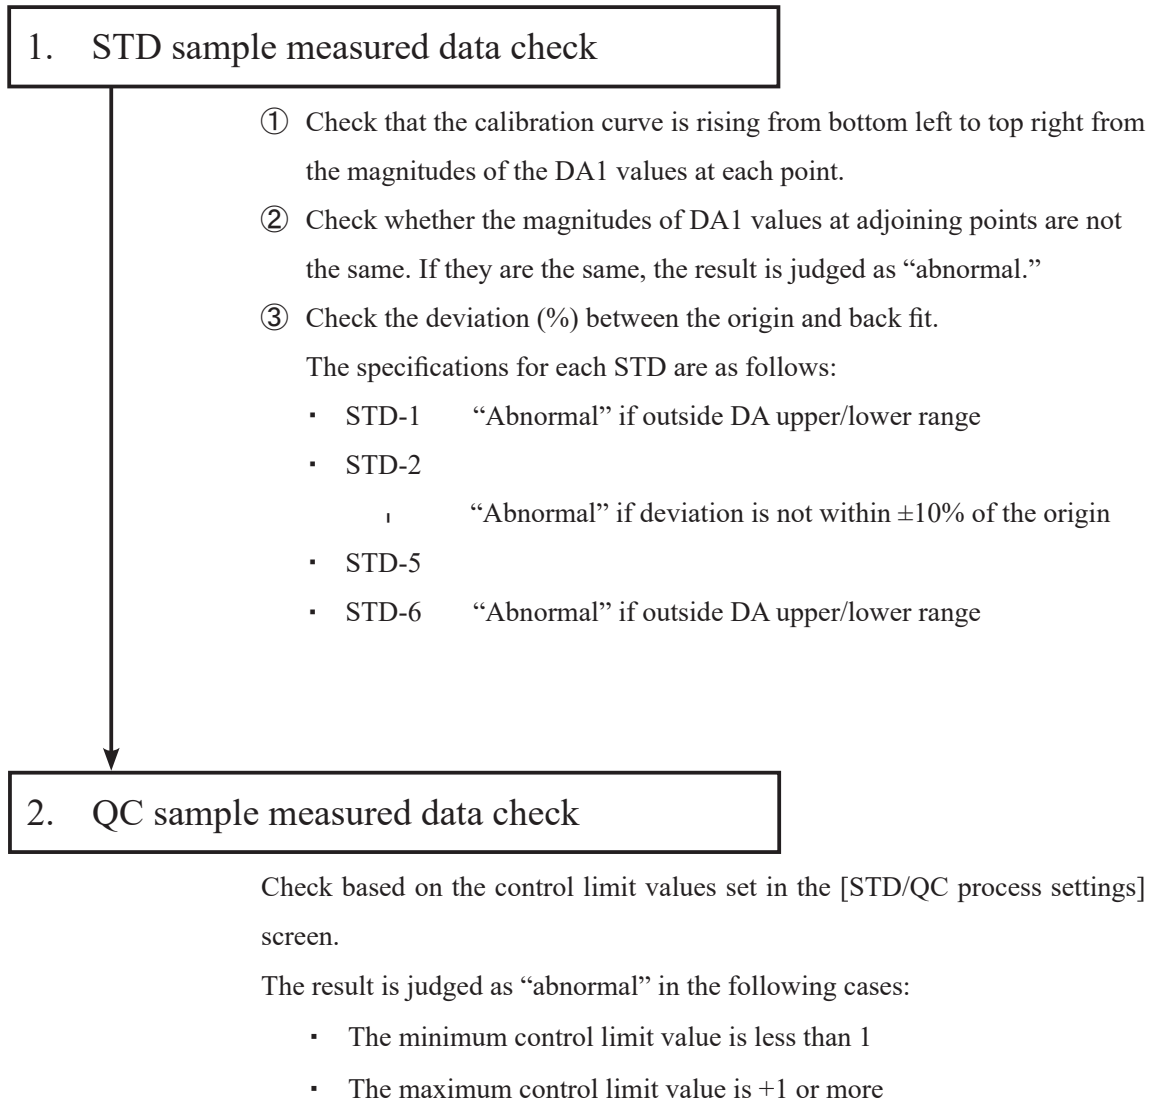 1. STD sample measured data check
① Check that the calibration curve is rising from bottom left to top right from
the magnitudes of the DA1 values at each point.
② Check whether the magnitudes of DA1 values at adjoining points are not
the same. If they are the same, the result is judged as “abnormal.”
③ Check the deviation (%) between the origin and back fit.
The specifications for each STD are as follows:
・ STD-1 “Abnormal” if outside DA upper/lower range
・ STD-2
ı “Abnormal” if deviation is not within ±10% of the origin
・ STD-5
・ STD-6 “Abnormal” if outside DA upper/lower range
2. QC sample measured data check
Check based on the control limit values set in the [STD/QC process settings]
screen.
The result is judged as “abnormal” in the following cases:
・ The minimum control limit value is less than 1
・ The maximum control limit value is +1 or more